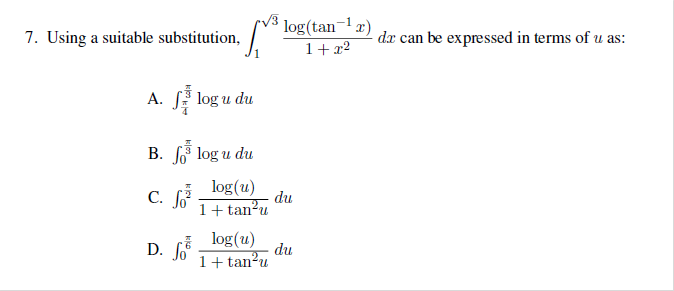 7. Using a suitable substitution, $\int_{1}^{\sqrt{3}} \frac{\log(\tan^{-1} x)}{1+x^2} dx$ can be expressed in terms of u as:
A. $\int_{\frac{\pi}{4}}^{\frac{\pi}{3}} \log u \, du$
B. $\int_{0}^{\frac{\pi}{3}} \log u \, du$
C. $\int_{0}^{\frac{\pi}{2}} \frac{\log(u)}{1+\tan^2 u} du$
D. $\int_{0}^{\frac{\pi}{6}} \frac{\log(u)}{1+\tan^2 u} du$